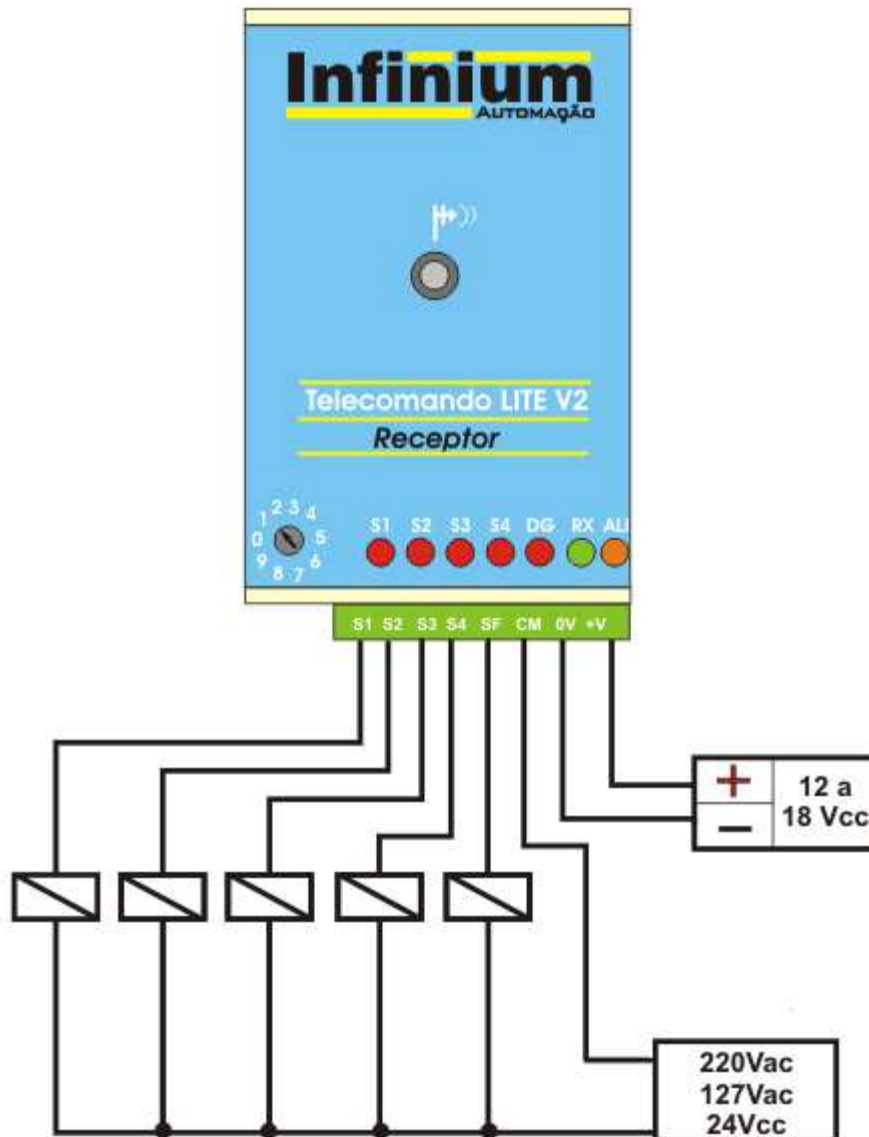 Infinium
AUTOMAÇÃO
Telecomando LITE V2
Receptor
0 1 2 3 4 5 6 7 8 9
S1 S2 S3 S4 DG RX ALI
S1 S2 S3 S4 SF CM 0V +V
+
12 a
18 Vcc
−
220Vac
127Vac
24Vcc